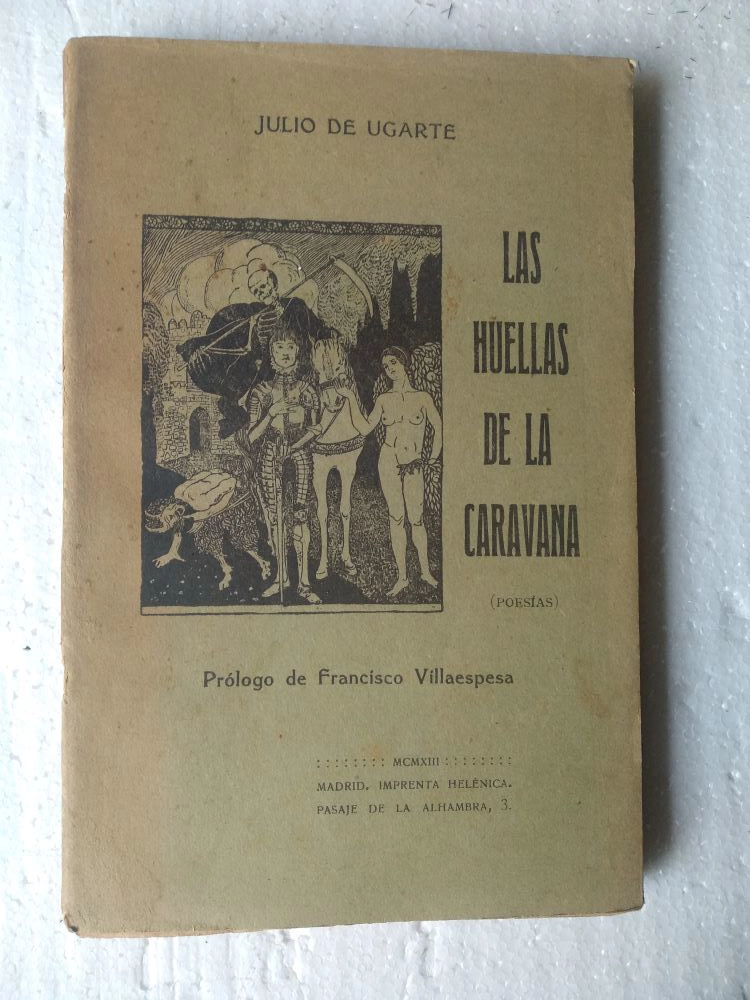 JULIO DE UGARTE
LAS
HUELLAS
DE LA
CARAVANA
(POESÍAS)
Prólogo de Francisco Villaespesa
:::::::: MCMXIII ::::::::
MADRID. IMPRENTA HELÉNICA.
PASAJE DE LA ALHAMBRA, 3.